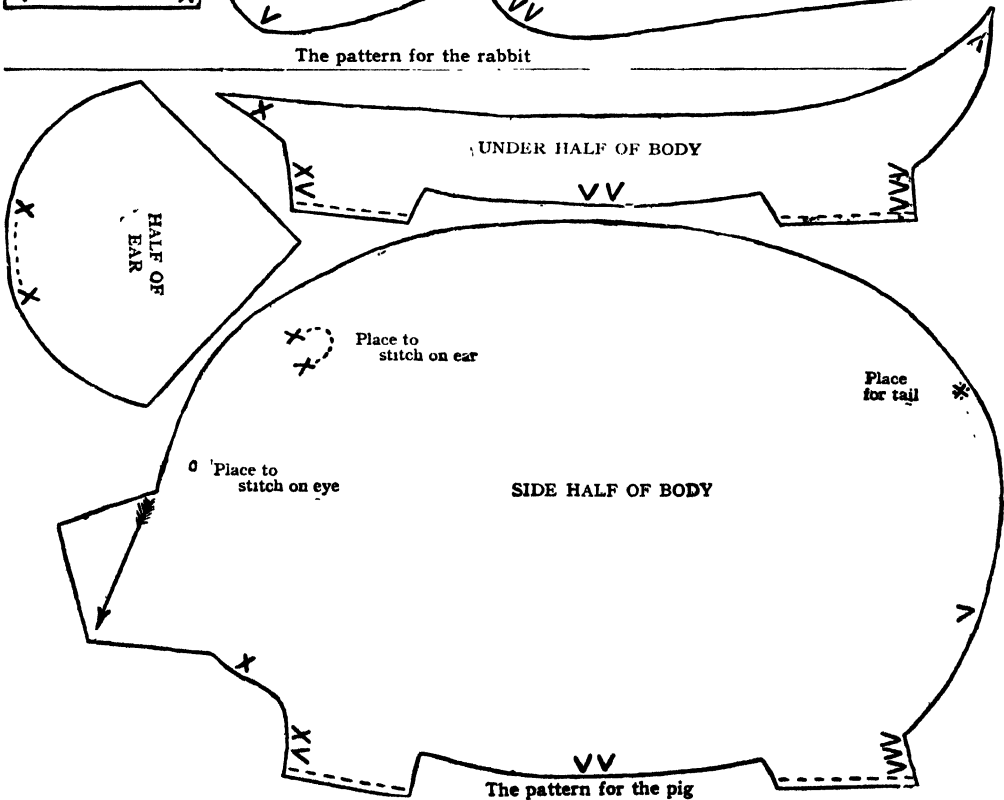 The pattern for the rabbit
UNDER HALF OF BODY
HALF OF
EAR
Place to
stitch on ear
Place
for tail
Place to
stitch on eye
SIDE HALF OF BODY
The pattern for the pig